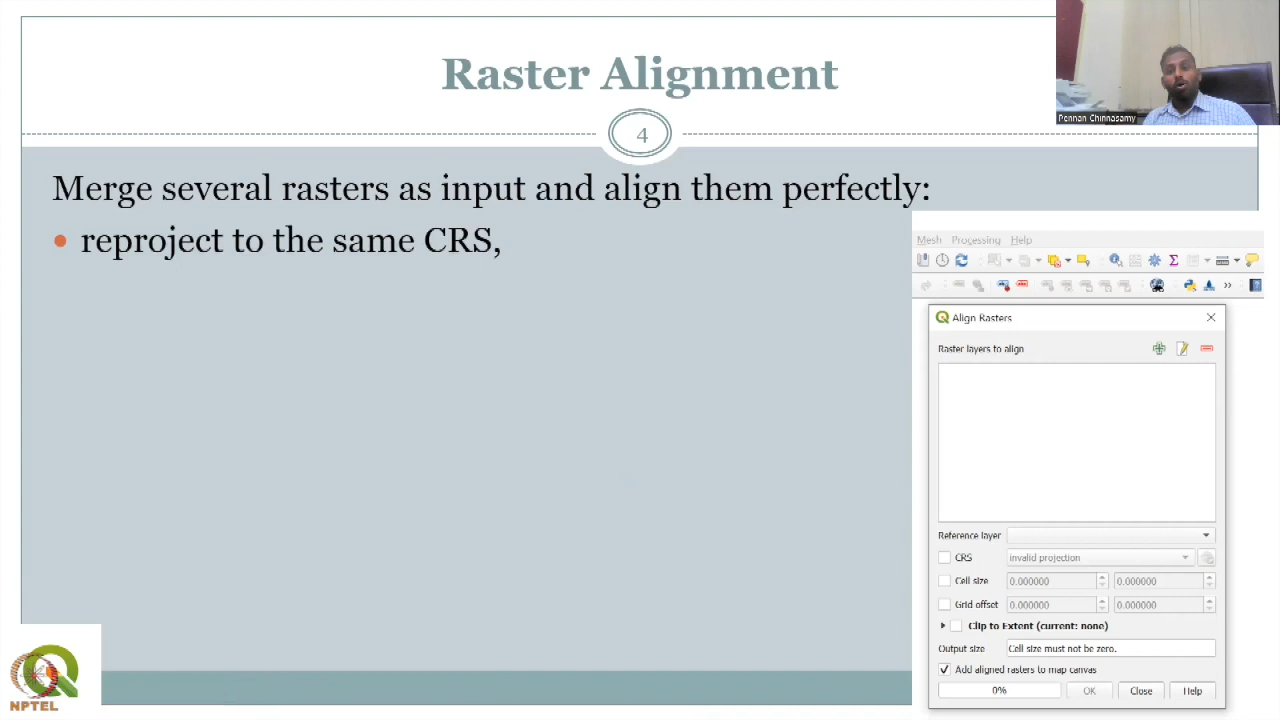 Raster Alignment
Pennan Chinnasamy
4
Merge several rasters as input and align them perfectly:
reproject to the same CRS,
Mesh Processing Help
Align Rasters
Raster layers to align
Reference layer
CRS invalid projection
Cell size 0.000000 0.000000
Grid offset 0.000000 0.000000
Clip to Extent (current: none)
Output size Cell size must not be zero.
Add aligned rasters to map canvas
0% OK Close Help
NPTEL